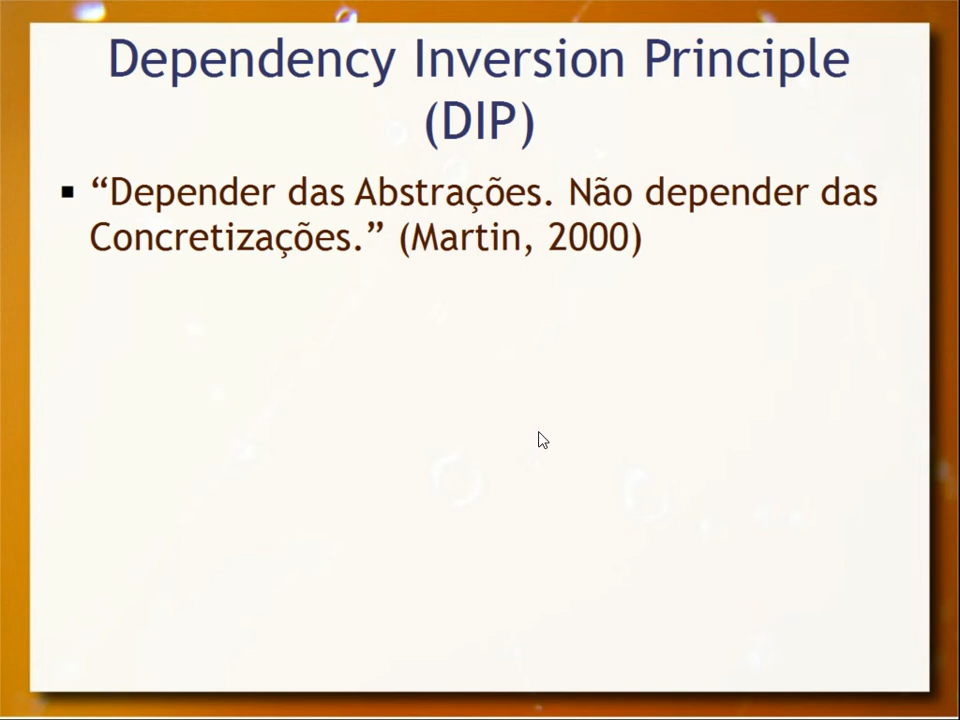 Dependency Inversion Principle
(DIP)
▪ “Depender das Abstrações. Não depender das
Concretizações.” (Martin, 2000)